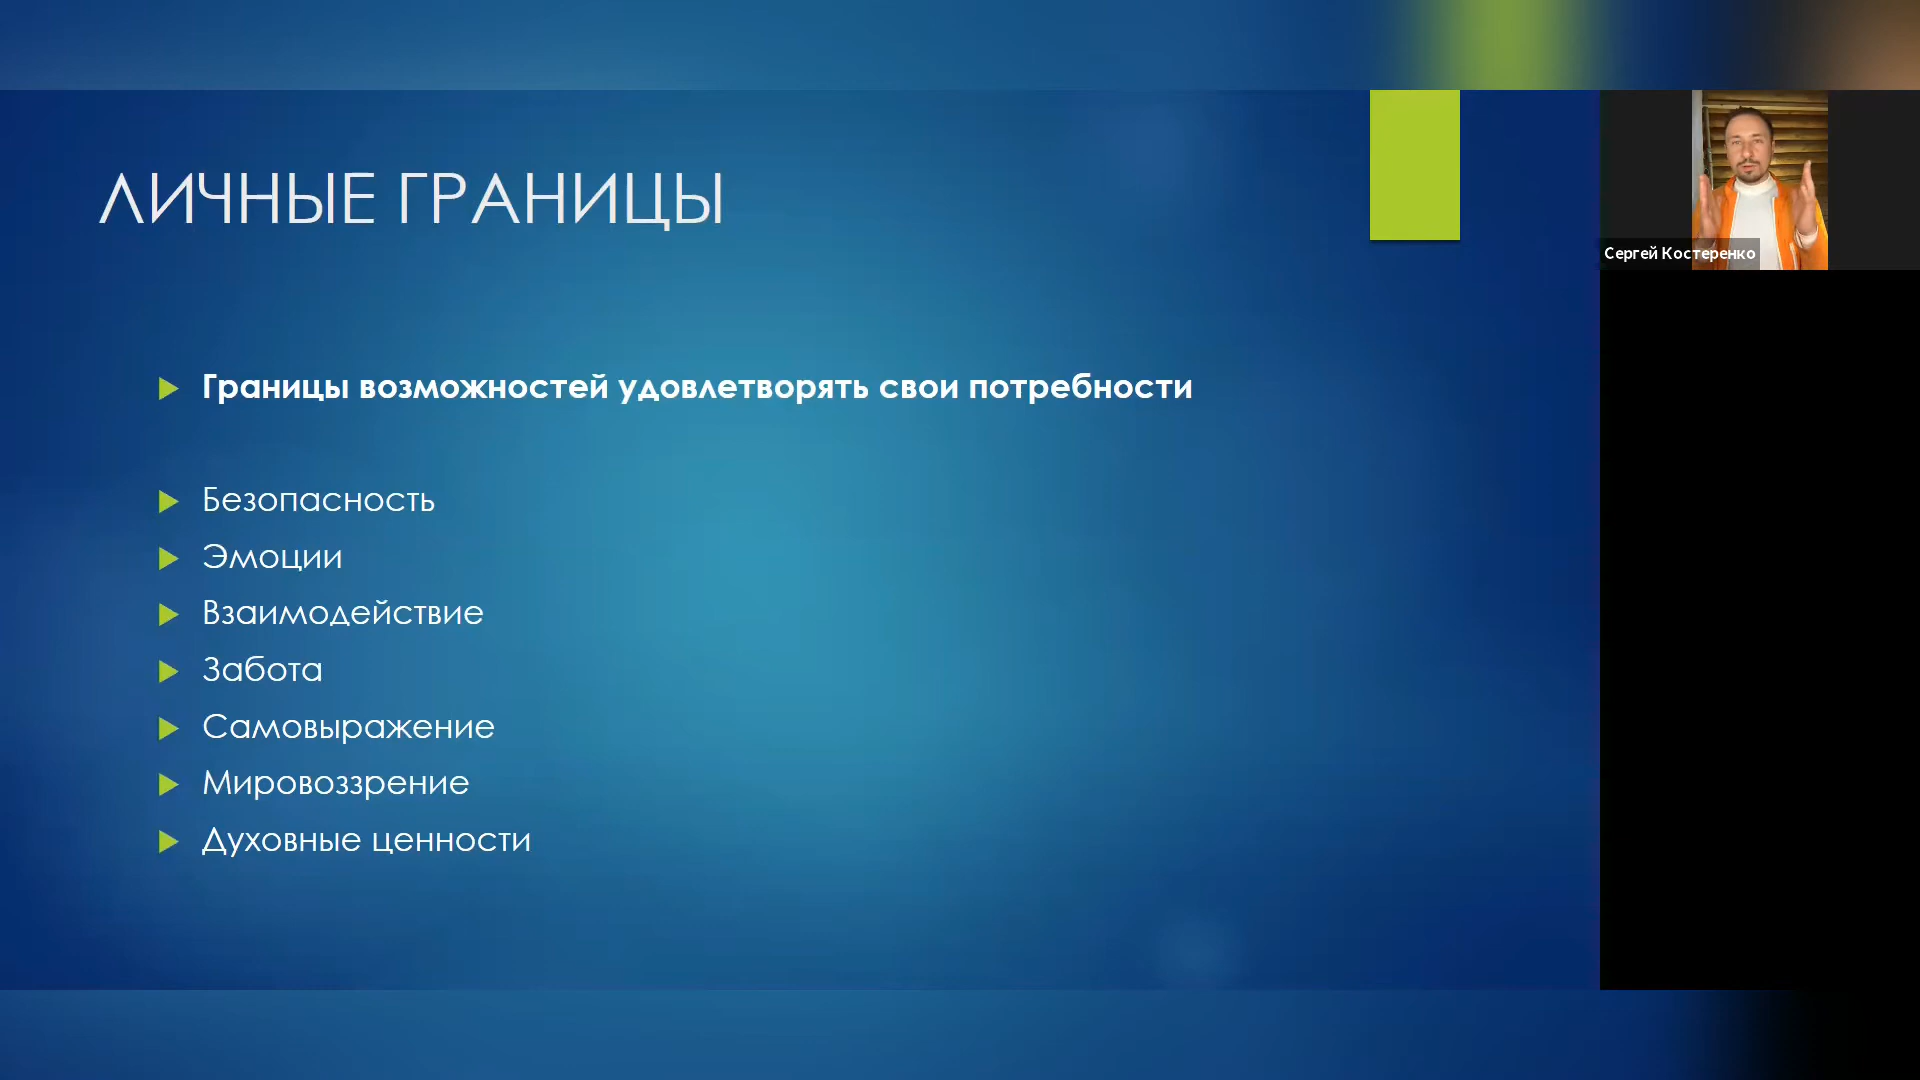 ЛИЧНЫЕ ГРАНИЦЫ
Границы возможностей удовлетворять свои потребности
Безопасность
Эмоции
Взаимодействие
Забота
Самовыражение
Мировоззрение
Духовные ценности
Сергей Костеренко